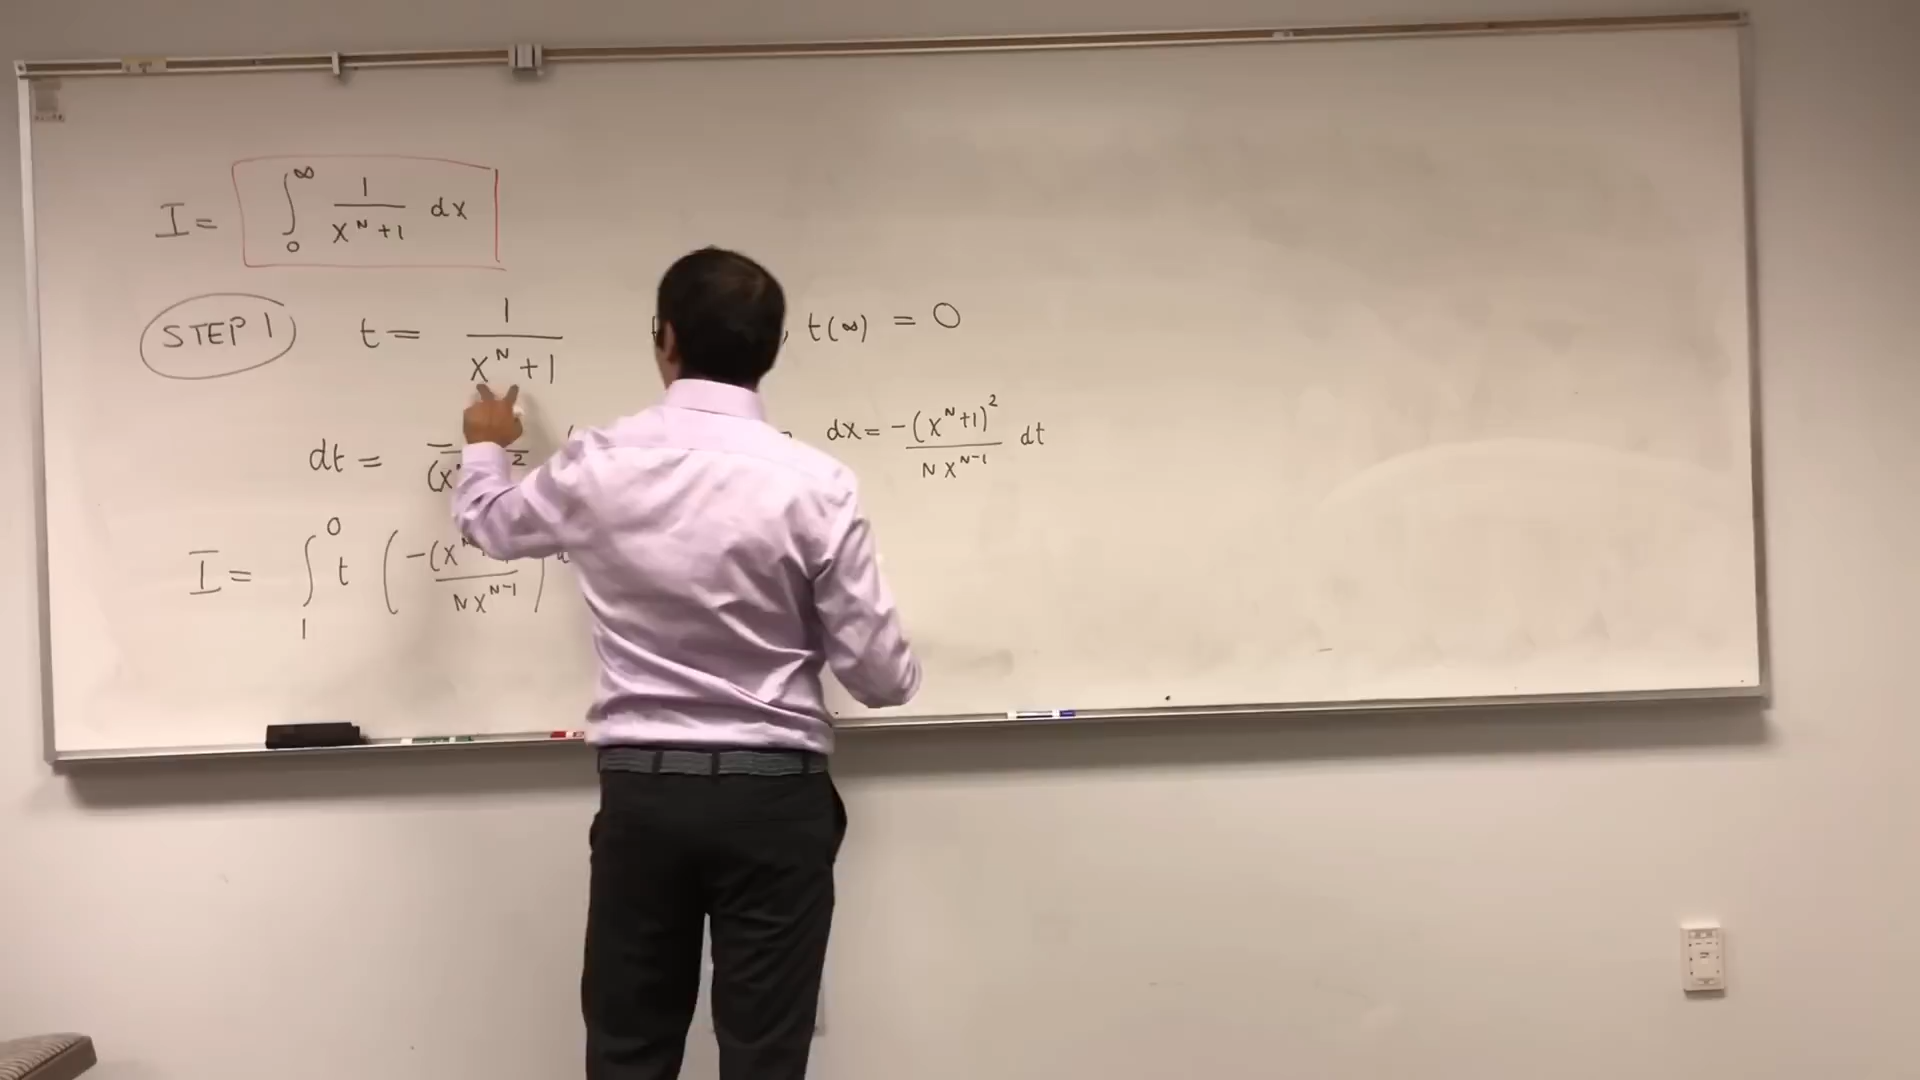 I = ∫₀^∞ 1/(x^N + 1) dx
STEP 1 t = 1/(x^N + 1) t(∞) = 0
dt = dx = -(x^N + 1)²/(N x^(N-1)) dt
I = ∫₁⁰ t (-(x^N / (N x^(N-1)))